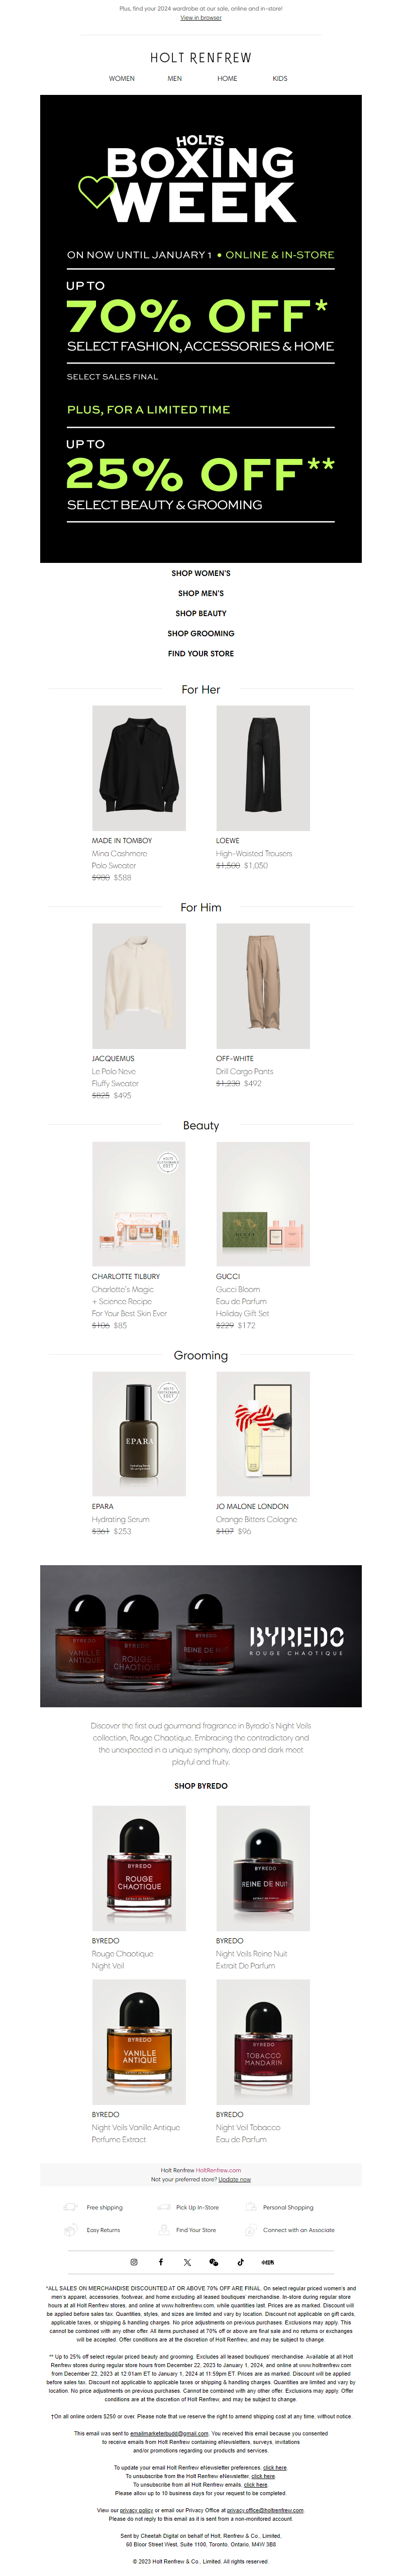 Plus, find your 2024 wardrobe at our sale, online and in-store!
View in browser
HOLT RENFREW
WOMEN MEN HOME KIDS
HOLTS
BOXING
WEEK
ON NOW UNTIL JANUARY 1 • ONLINE & IN-STORE
UP TO
70% OFF*
SELECT FASHION, ACCESSORIES & HOME
SELECT SALES FINAL
PLUS, FOR A LIMITED TIME
UP TO
25% OFF**
SELECT BEAUTY & GROOMING
SHOP WOMEN'S
SHOP MEN'S
SHOP BEAUTY
SHOP GROOMING
FIND YOUR STORE
For Her
MADE IN TOMBOY
Mina Cashmere
Polo Sweater
$980 $588
LOEWE
High-Waisted Trousers
$1,500 $1,050
For Him
JACQUEMUS
Le Polo Neve
Fluffy Sweater
$825 $495
OFF-WHITE
Drill Cargo Pants
$1,230 $492
Beauty
CHARLOTTE TILBURY
Charlotte's Magic
+ Science Recipe
For Your Best Skin Ever
$106 $85
GUCCI
GUCCI
Gucci Bloom
Eau de Parfum
Holiday Gift Set
$229 $172
Grooming
EPARA
EPARA
Hydrating Serum
$361 $253
JO MALONE LONDON
Orange Bitters Cologne
$107 $96
BYREDO
VANILLE
ANTIQUE
BYREDO
ROUGE
CHAOTIQUE
BYREDO
REINE DE NUIT
BYREDO
ROUGE CHAOTIQUE
Discover the first oud gourmand fragrance in Byredo's Night Veils
collection, Rouge Chaotique. Embracing the contradictory and
the unexpected in a unique symphony, deep and dark meet
playful and fruity.
SHOP BYREDO
BYREDO
ROUGE
CHAOTIQUE
EXTRAIT DE PARFUM
BYREDO
Rouge Chaotique
Night Veil
BYREDO
REINE DE NUIT
EXTRAIT DE PARFUM
BYREDO
Night Veils Reine Nuit
Extrait De Parfum
BYREDO
VANILLE
ANTIQUE
BYREDO
Night Veils Vanille Antique
Perfume Extract
BYREDO
TOBACCO
MANDARIN
BYREDO
Night Veil Tobacco
Eau de Parfum
Holt Renfrew HoltRenfrew.com
Not your preferred store? Update now
Free shipping Pick Up In-Store Personal Shopping
Easy Returns Find Your Store Connect with an Associate
*ALL SALES ON MERCHANDISE DISCOUNTED AT OR ABOVE 70% OFF ARE FINAL. On select regular priced women's and
men's apparel, accessories, footwear, and home excluding all leased boutiques' merchandise. In-store during regular store
hours at all Holt Renfrew stores, and online at www.holtrenfrew.com, while quantities last. Prices are as marked. Discount will
be applied before sales tax. Quantities, styles, and sizes are limited and vary by location. Discount not applicable on gift cards,
applicable taxes, or shipping & handling charges. No price adjustments on previous purchases. Exclusions may apply. This
cannot be combined with any other offer. All items purchased at 70% off or above are final sale and no returns or exchanges
will be accepted. Offer conditions are at the discretion of Holt Renfrew, and may be subject to change.
** Up to 25% off select regular priced beauty and grooming. Excludes all leased boutiques' merchandise. Available at all Holt
Renfrew stores during regular store hours from December 22, 2023 to January 1, 2024, and online at www.holtrenfrew.com
from December 22, 2023 at 12:01am ET to January 1, 2024 at 11:59pm ET. Prices are as marked. Discount will be applied
before sales tax. Discount not applicable to applicable taxes or shipping & handling charges. Quantities are limited and vary by
location. No price adjustments on previous purchases. Cannot be combined with any other offer. Exclusions may apply. Offer
conditions are at the discretion of Holt Renfrew, and may be subject to change.
†On all online orders $250 or over. Please note that we reserve the right to amend shipping cost at any time, without notice.
This email was sent to emailmarketerbudd@gmail.com. You received this email because you consented
to receive emails from Holt Renfrew containing eNewsletters, surveys, invitations
and/or promotions regarding our products and services.
To update your email Holt Renfrew eNewsletter preferences, click here.
To unsubscribe from the Holt Renfrew eNewsletter, click here.
To unsubscribe from all Holt Renfrew emails, click here.
Please allow up to 10 business days for your request to be completed.
View our privacy policy or email our Privacy Office at privacy.office@holtrenfrew.com.
Please do not reply to this email as it is sent from a non-monitored account.
Sent by Cheetah Digital on behalf of Holt, Renfrew & Co., Limited,
60 Bloor Street West, Suite 1100, Toronto, Ontario, M4W 3B8
© 2023 Holt Renfrew & Co., Limited. All rights reserved.